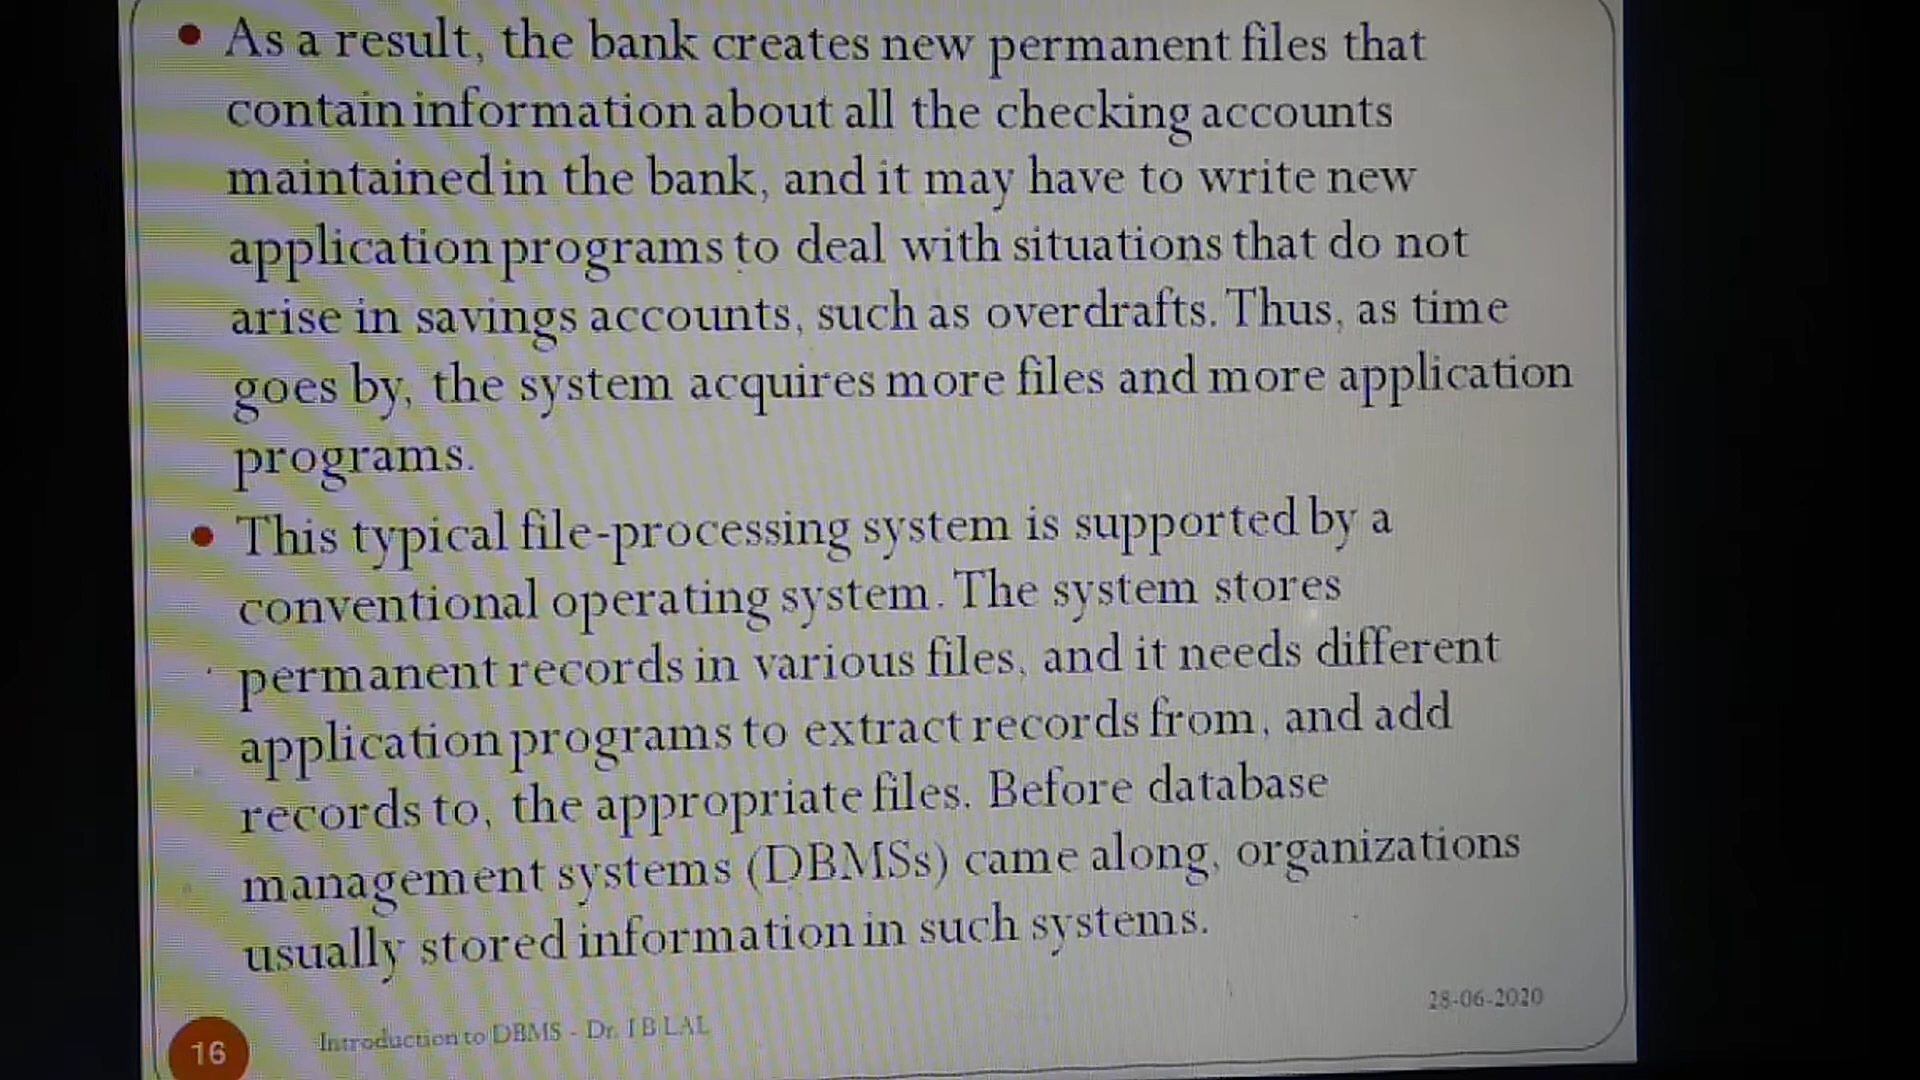 • As a result, the bank creates new permanent files that
contain information about all the checking accounts
maintained in the bank, and it may have to write new
application programs to deal with situations that do not
arise in savings accounts, such as overdrafts. Thus, as time
goes by, the system acquires more files and more application
programs.
• This typical file-processing system is supported by a
conventional operating system. The system stores
permanent records in various files, and it needs different
application programs to extract records from, and add
records to, the appropriate files. Before database
management systems (DBMSs) came along, organizations
usually stored information in such systems.
28-06-2020
Introduction to DBMS - Dr. I B LAL
16